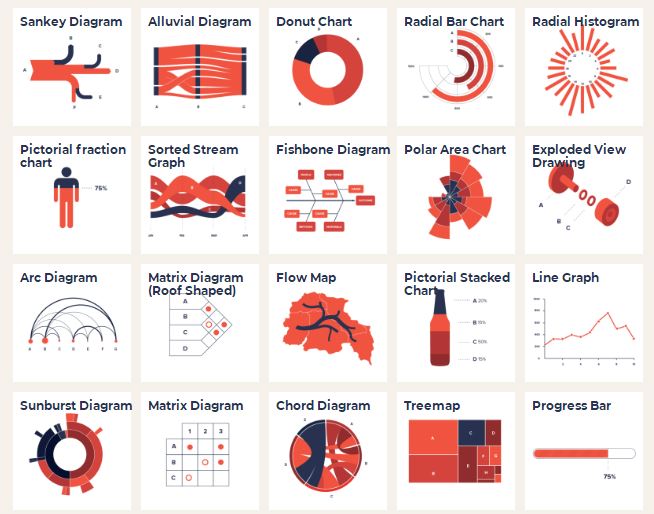 Sankey Diagram
Alluvial Diagram
Donut Chart
Radial Bar Chart
Radial Histogram
Pictorial fraction
chart
75%
Sorted Stream
Graph
Fishbone Diagram
Polar Area Chart
Exploded View
Drawing
A
B
C
D
Arc Diagram
Matrix Diagram
(Roof Shaped)
A
B
C
D
Flow Map
Pictorial Stacked
Chart
A 20%
B 15%
C 50%
D 15%
Line Graph
Sunburst Diagram
Matrix Diagram
1 2 3
A
B
C
Chord Diagram
Treemap
A
B
C
D
E
Progress Bar
75%